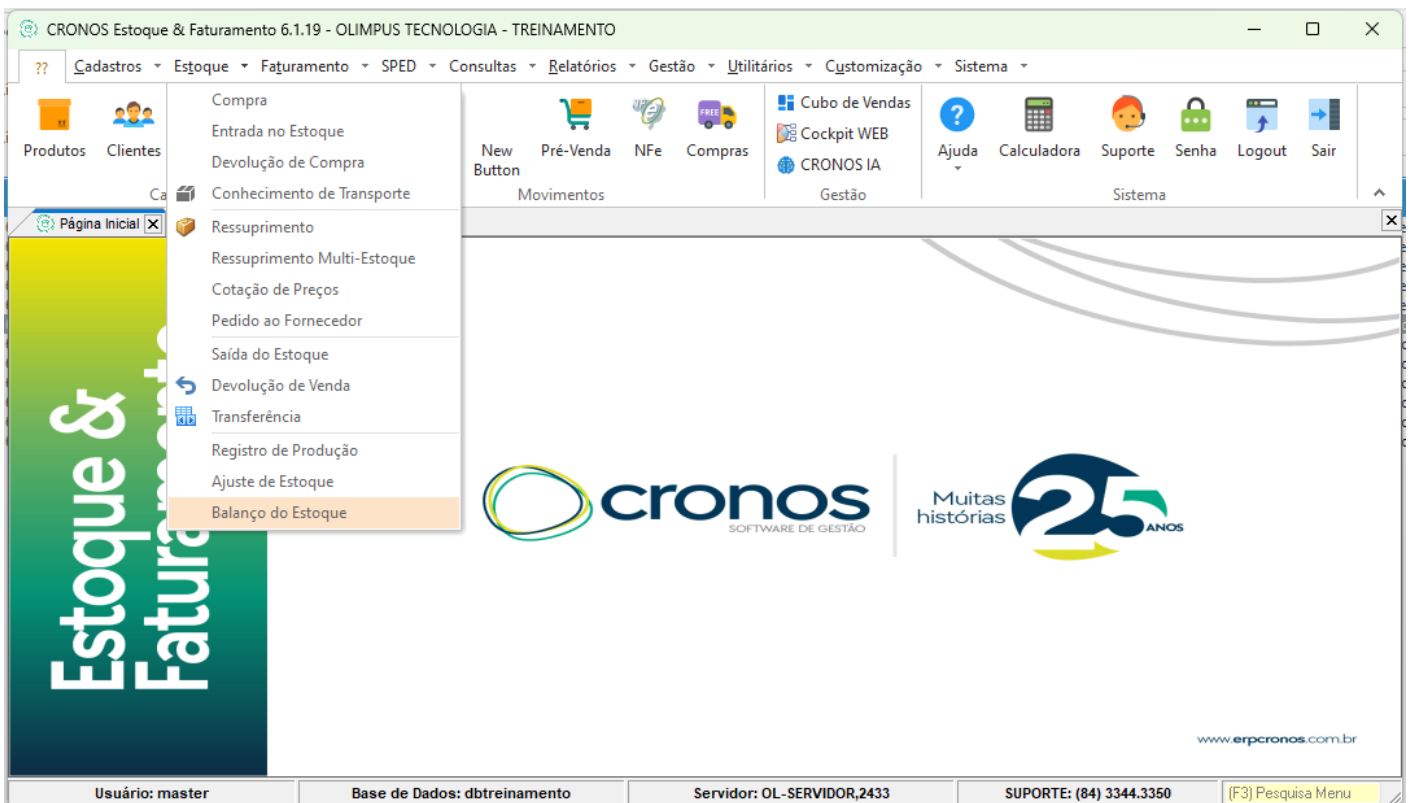 CRONOS Estoque & Faturamento 6.1.19 - OLIMPUS TECNOLOGIA - TREINAMENTO
?? Cadastros Estoque Faturamento SPED Consultas Relatórios Gestão Utilitários Customização Sistema
Produtos
Clientes
Ca
Compra
Entrada no Estoque
Devolução de Compra
Conhecimento de Transporte
Ressuprimento
Ressuprimento Multi-Estoque
Cotação de Preços
Pedido ao Fornecedor
Saída do Estoque
Devolução de Venda
Transferência
Registro de Produção
Ajuste de Estoque
Balanço do Estoque
New
Button
Pré-Venda
NFe
FREE
Compras
Movimentos
Cubo de Vendas
Cockpit WEB
CRONOS IA
Gestão
Ajuda
Calculadora
Suporte
Senha
Logout
Sair
Sistema
Página Inicial
Estoque &
Faturamento
cronos
SOFTWARE DE GESTÃO
Muitas
histórias
25
ANOS
www.erpcronos.com.br
Usuário: master
Base de Dados: dbtreinamento
Servidor: OL-SERVIDOR,2433
SUPORTE: (84) 3344.3350
(F3) Pesquisa Menu